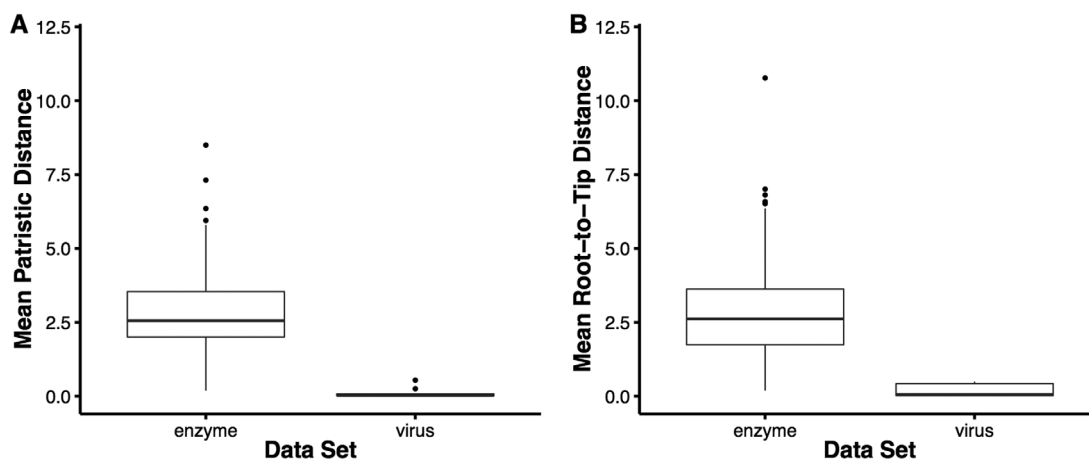 A
Mean Patristic Distance
12.5
10.0
7.5
5.0
2.5
0.0
enzyme
virus
Data Set
B
Mean Root−to−Tip Distance
12.5
10.0
7.5
5.0
2.5
0.0
enzyme
virus
Data Set